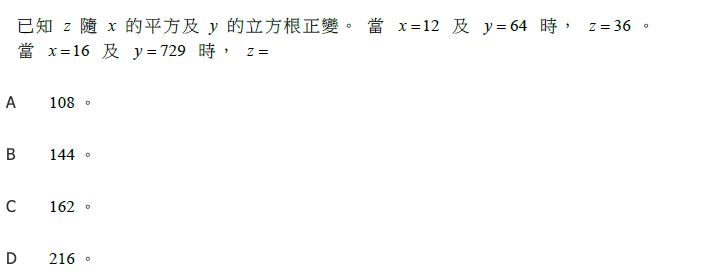 已知 z 隨 x 的平方及 y 的立方根正變。 當 x=12 及 y=64 時， z=36 。
當 x=16 及 y=729 時， z=
A 108 。
B 144 。
C 162 。
D 216 。